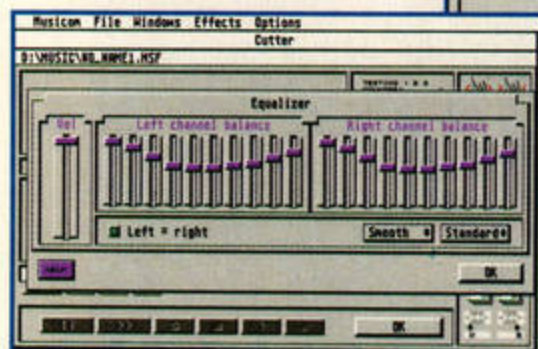 Musicom File Windows Effects Options
Cutter
D:\MUSIC\NO_NAME1.MSF
Equalizer
Vol
Left channel balance
Right channel balance
Left = right
Smooth
Standard
OK
OK